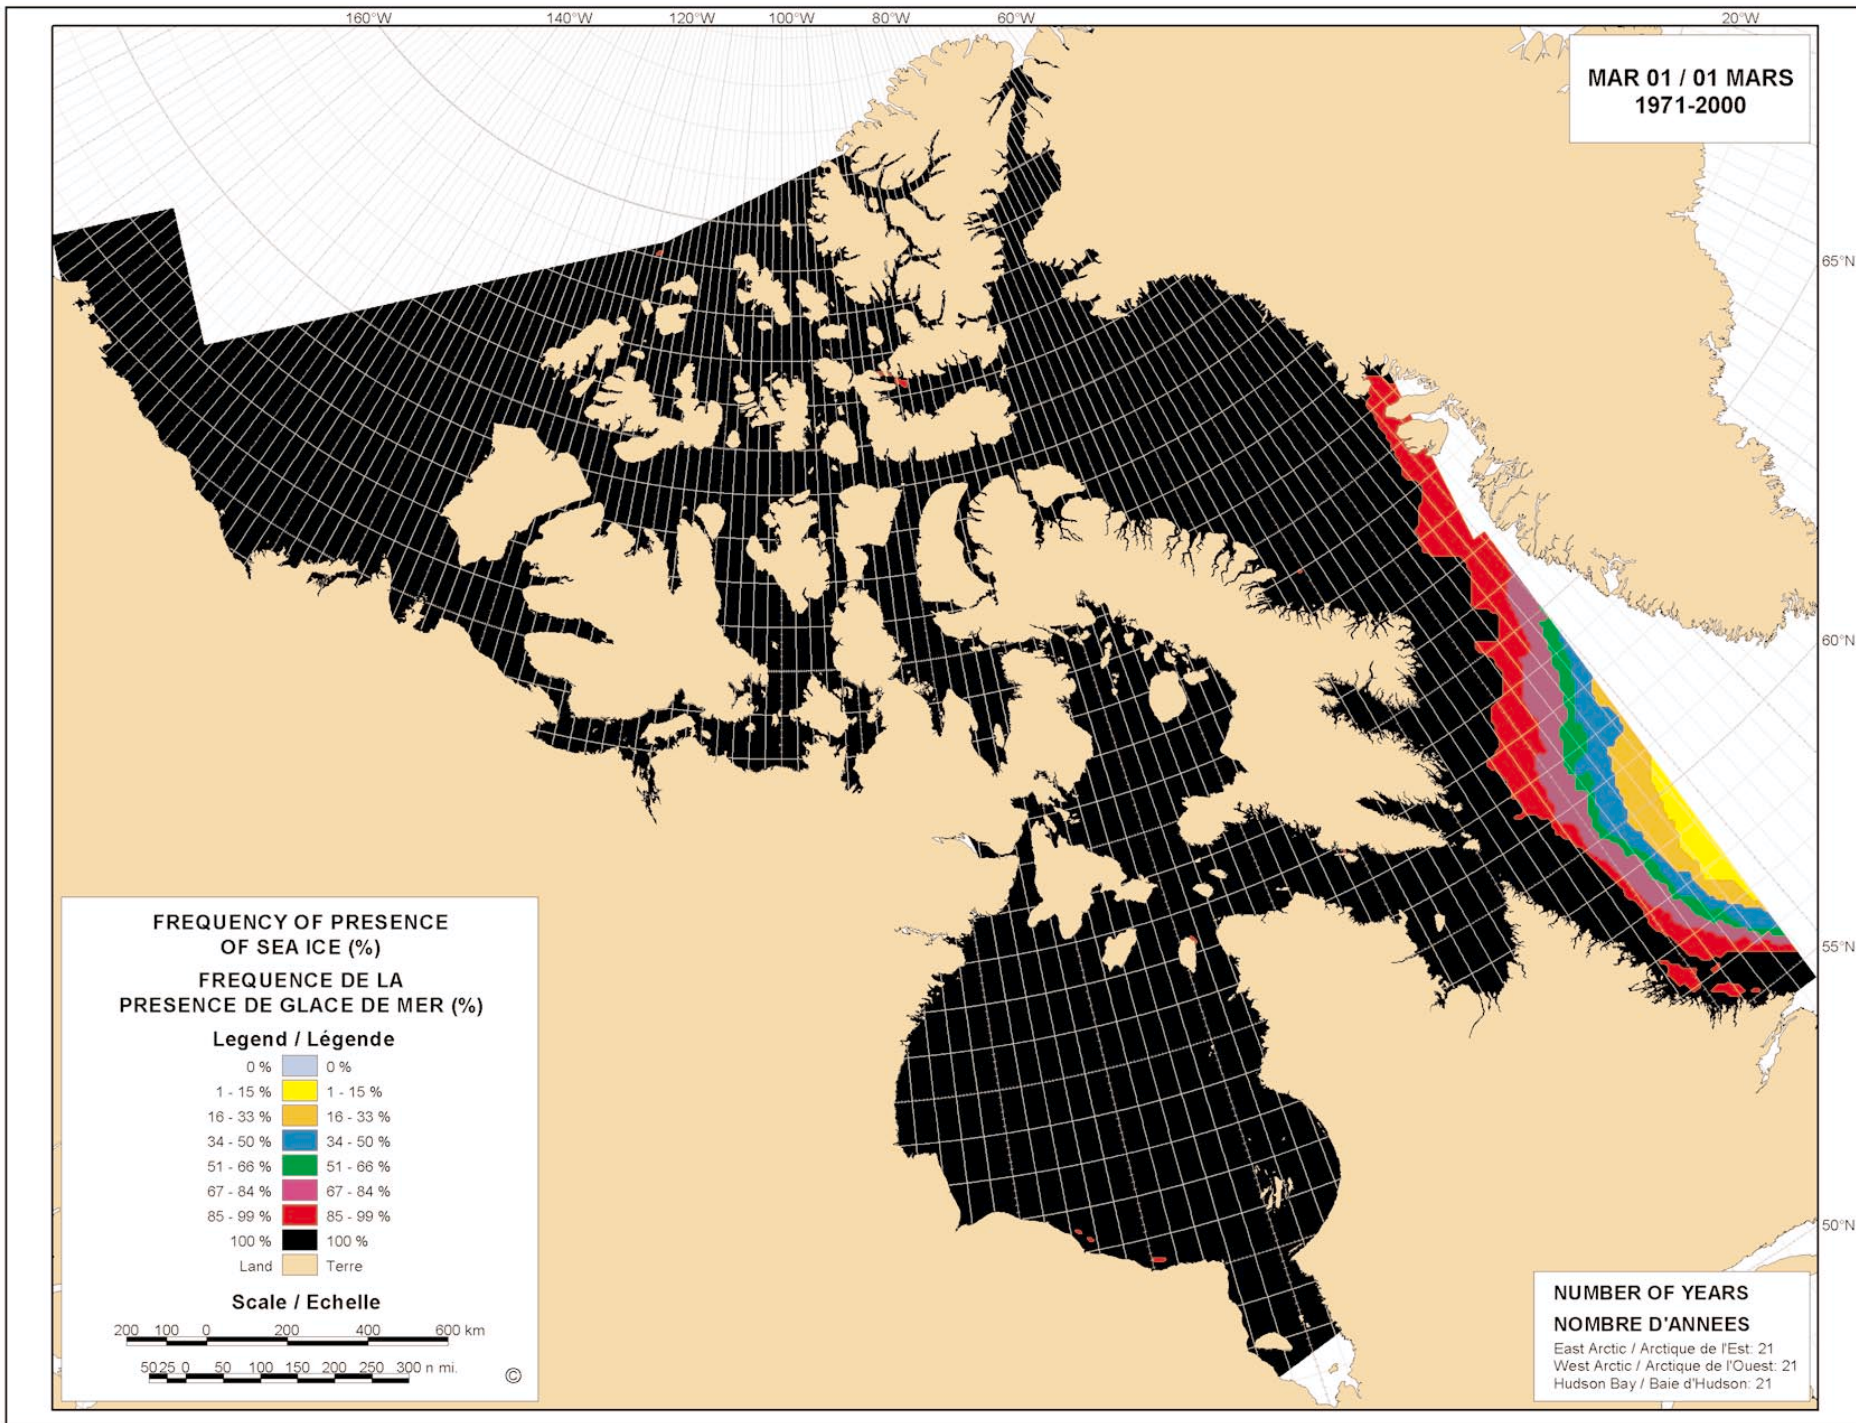 160°W 140°W 120°W 100°W 80°W 60°W 20°W
MAR 01 / 01 MARS
1971-2000
65°N
60°N
55°N
50°N
FREQUENCY OF PRESENCE
OF SEA ICE (%)
FREQUENCE DE LA
PRESENCE DE GLACE DE MER (%)
Legend / Légende
0 % 0 %
1 - 15 % 1 - 15 %
16 - 33 % 16 - 33 %
34 - 50 % 34 - 50 %
51 - 66 % 51 - 66 %
67 - 84 % 67 - 84 %
85 - 99 % 85 - 99 %
100 % 100 %
Land Terre
Scale / Echelle
200 100 0 200 400 600 km
50 25 0 50 100 150 200 250 300 n mi.
©
NUMBER OF YEARS
NOMBRE D'ANNEES
East Arctic / Arctique de l'Est: 21
West Arctic / Arctique de l'Ouest: 21
Hudson Bay / Baie d'Hudson: 21